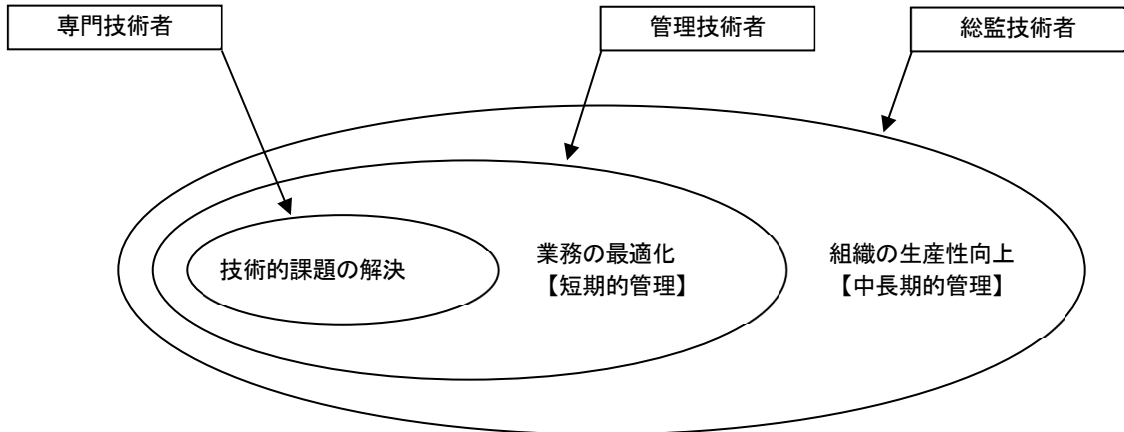 専門技術者
管理技術者
総監技術者
技術的課題の解決
業務の最適化
【短期的管理】
組織の生産性向上
【中長期的管理】